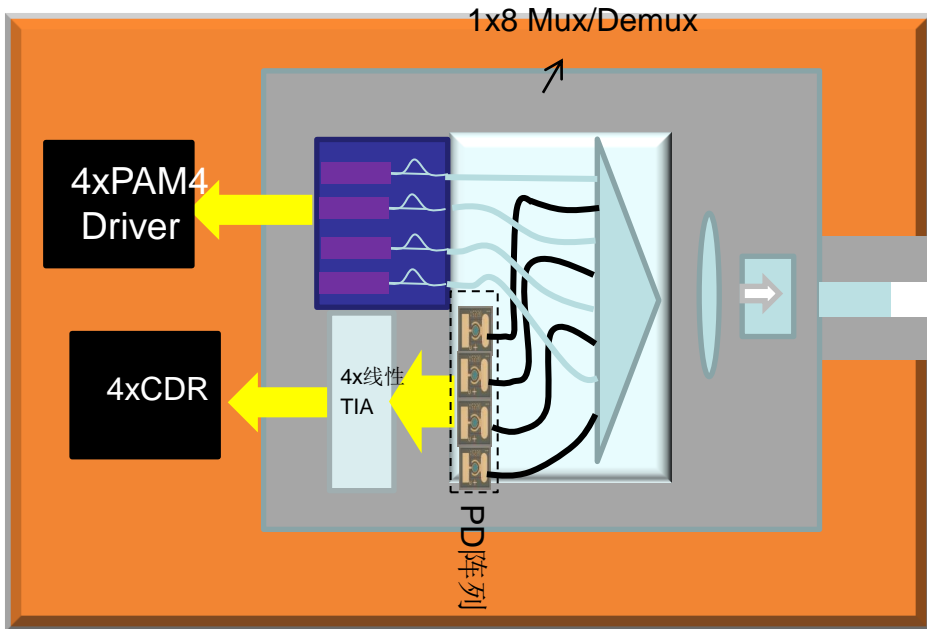 1x8 Mux/Demux
4xPAM4
Driver
4xCDR
4x线性
TIA
PD阵列